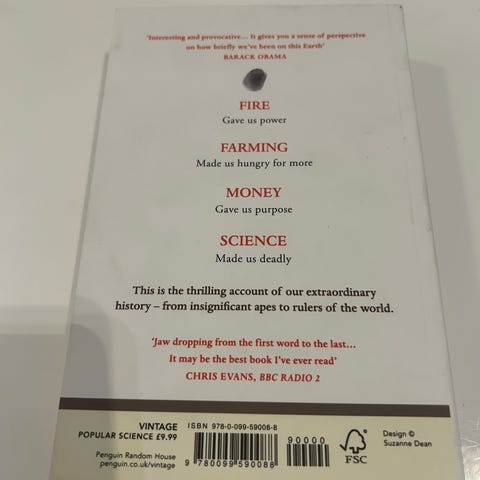 'Interesting and provocative... It gives you a sense of perspective
on how briefly we've been on this Earth'
BARACK OBAMA
FIRE
Gave us power
FARMING
Made us hungry for more
MONEY
Gave us purpose
SCIENCE
Made us deadly
This is the thrilling account of our extraordinary
history – from insignificant apes to rulers of the world.
'Jaw dropping from the first word to the last...
It may be the best book I've ever read'
CHRIS EVANS, BBC RADIO 2
VINTAGE
POPULAR SCIENCE £9.99
Penguin Random House
penguin.co.uk/vintage
ISBN 978-0-099-59008-8
90000
9 780099 590088
FSC
Design ©
Suzanne Dean